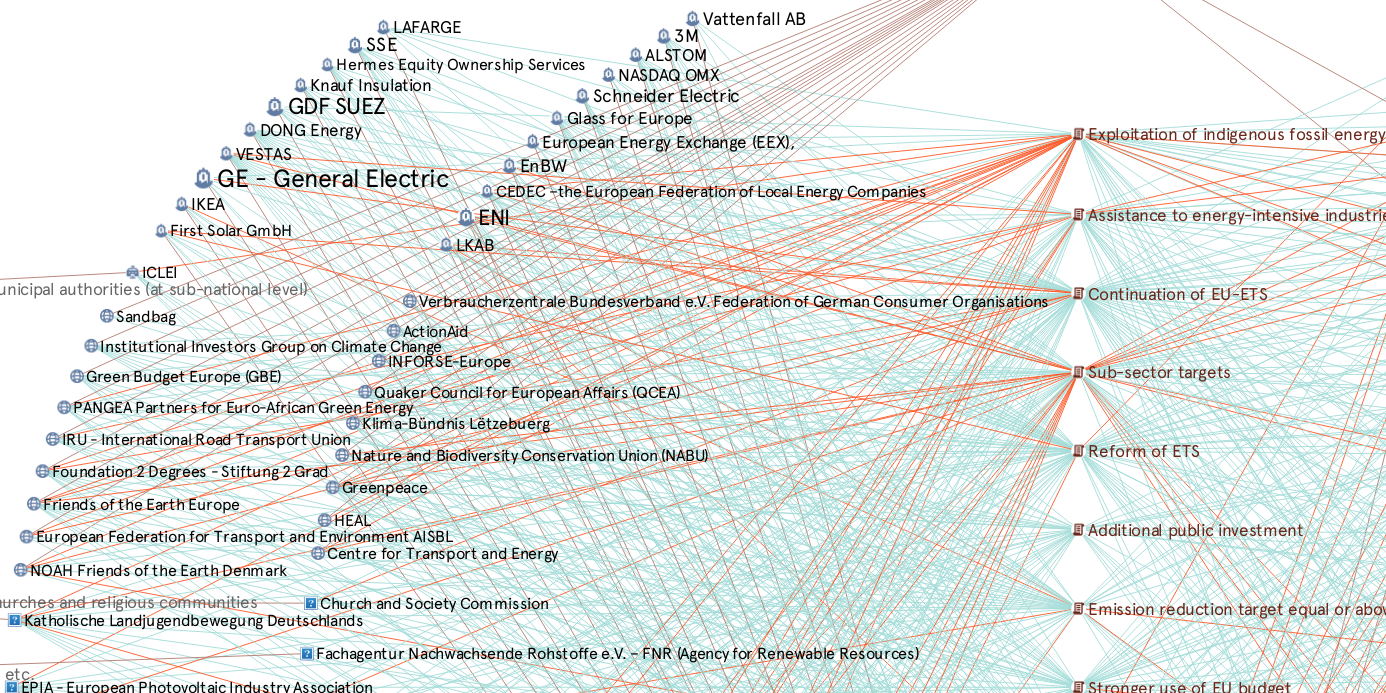 LAFARGE
SSE
Hermes Equity Ownership Services
Knauf Insulation
GDF SUEZ
DONG Energy
VESTAS
GE - General Electric
IKEA
First Solar GmbH
ICLEI
unicipal authorities (at sub-national level)
Sandbag
Institutional Investors Group on Climate Change
Green Budget Europe (GBE)
PANGEA Partners for Euro-African Green Energy
IRU - International Road Transport Union
Foundation 2 Degrees - Stiftung 2 Grad
Friends of the Earth Europe
European Federation for Transport and Environment AISBL
NOAH Friends of the Earth Denmark
hurches and religious communities
Katholische Landjugendbewegung Deutschlands
etc.
EPIA - European Photovoltaic Industry Association
Vattenfall AB
3M
ALSTOM
NASDAQ OMX
Schneider Electric
Glass for Europe
European Energy Exchange (EEX),
EnBW
CEDEC -the European Federation of Local Energy Companies
ENI
LKAB
Verbraucherzentrale Bundesverband e.V. Federation of German Consumer Organisations
ActionAid
INFORSE-Europe
Quaker Council for European Affairs (QCEA)
Klima-Bündnis Lëtzebuerg
Nature and Biodiversity Conservation Union (NABU)
Greenpeace
HEAL
Centre for Transport and Energy
Church and Society Commission
Fachagentur Nachwachsende Rohstoffe e.V. - FNR (Agency for Renewable Resources)
Exploitation of indigenous fossil energy
Assistance to energy-intensive industrie
Continuation of EU-ETS
Sub-sector targets
Reform of ETS
Additional public investment
Emission reduction target equal or abov
Stronger use of EU budget